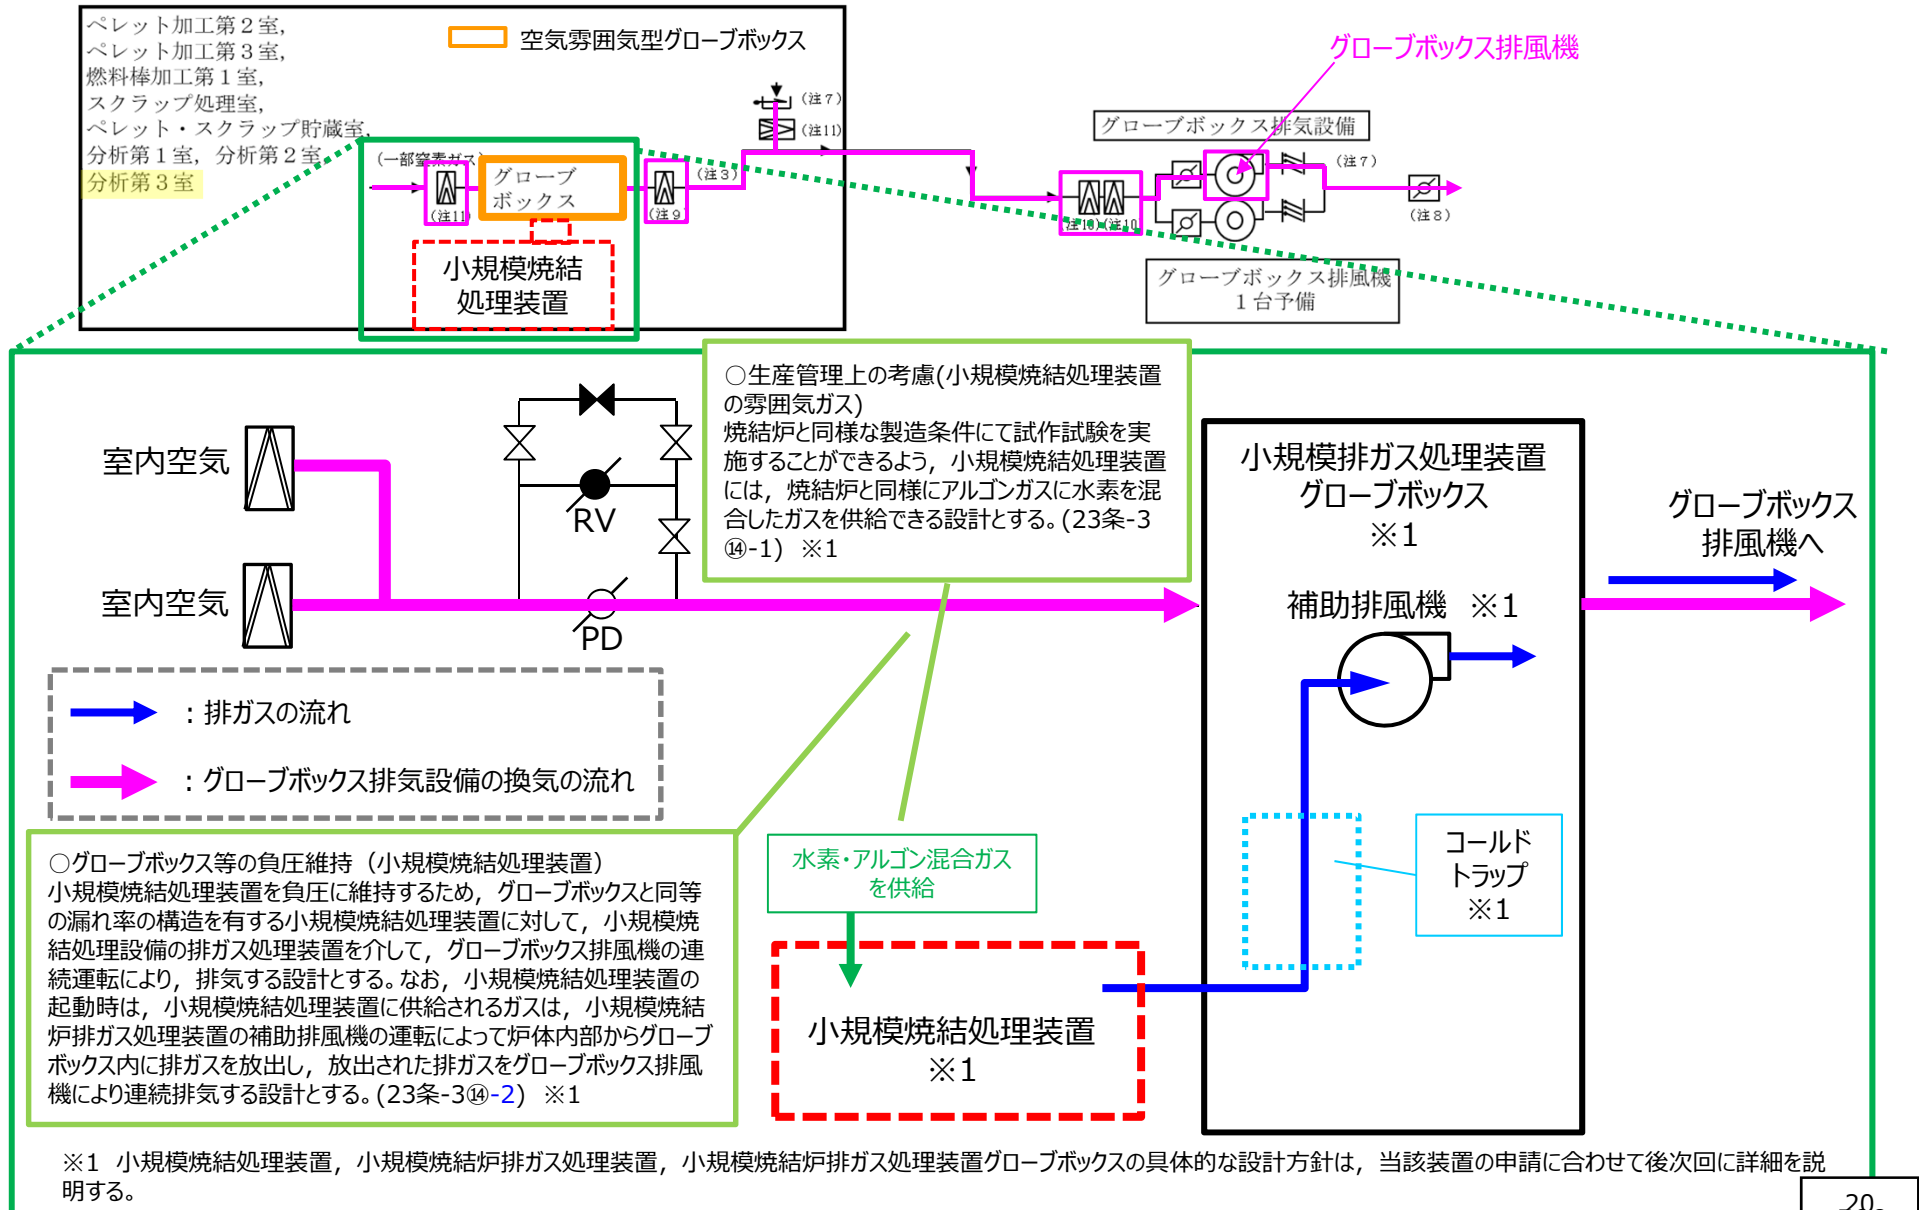 ペレット加工第２室，
ペレット加工第３室，
燃料棒加工第１室，
スクラップ処理室，
ペレット・スクラップ貯蔵室，
分析第１室，分析第２室
分析第３室
空気雰囲気型グローブボックス
（一部窒素ガス）
（注11）
グローブ
ボックス
（注９）
（注３）
（注７）
（注11）
小規模焼結
処理装置
グローブボックス排風機
グローブボックス排気設備
（注10）（注10）
（注７）
（注８）
グローブボックス排風機
１台予備
室内空気
室内空気
RV
PD
○生産管理上の考慮(小規模焼結処理装置
の雰囲気ガス)
焼結炉と同様な製造条件にて試作試験を実
施することができるよう，小規模焼結処理装置
には，焼結炉と同様にアルゴンガスに水素を混
合したガスを供給できる設計とする。(23条-3
⑭-1) ※1
小規模排ガス処理装置
グローブボックス
※1
補助排風機 ※1
グローブボックス
排風機へ
：排ガスの流れ
：グローブボックス排気設備の換気の流れ
○グローブボックス等の負圧維持（小規模焼結処理装置）
小規模焼結処理装置を負圧に維持するため，グローブボックスと同等
の漏れ率の構造を有する小規模焼結処理装置に対して，小規模焼
結処理設備の排ガス処理装置を介して，グローブボックス排風機の連
続運転により，排気する設計とする。なお，小規模焼結処理装置の
起動時は，小規模焼結処理装置に供給されるガスは，小規模焼結
炉排ガス処理装置の補助排風機の運転によって炉体内部からグローブ
ボックス内に排ガスを放出し，放出された排ガスをグローブボックス排風
機により連続排気する設計とする。(23条-3⑭-2) ※1
水素・アルゴン混合ガス
を供給
コールド
トラップ
※1
小規模焼結処理装置
※1
※1 小規模焼結処理装置，小規模焼結炉排ガス処理装置，小規模焼結炉排ガス処理装置グローブボックスの具体的な設計方針は，当該装置の申請に合わせて後次回に詳細を説
明する。
20